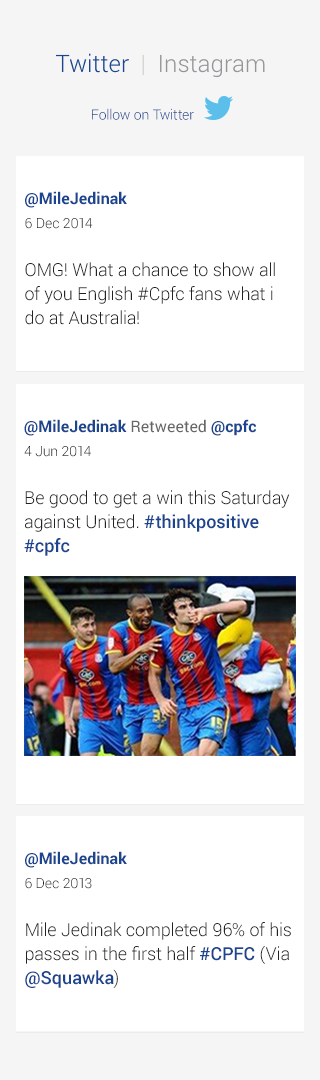 Twitter | Instagram
Follow on Twitter
@MileJedinak
6 Dec 2014
OMG! What a chance to show all
of you English #Cpfc fans what i
do at Australia!
@MileJedinak Retweeted @cpfc
4 Jun 2014
Be good to get a win this Saturday
against United. #thinkpositive
#cpfc
15
@MileJedinak
6 Dec 2013
Mile Jedinak completed 96% of his
passes in the first half #CPFC (Via
@Squawka)